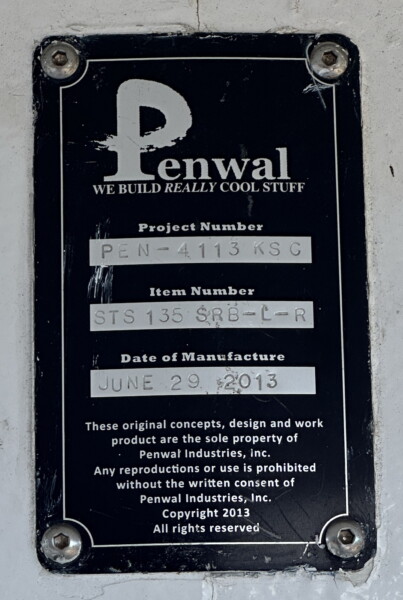 Penwal
WE BUILD REALLY COOL STUFF
Project Number
PEN-4113 KSC
Item Number
STS 135 SRB-L-R
Date of Manufacture
JUNE 29 2013
These original concepts, design and work
product are the sole property of
Penwal Industries, inc.
Any reproductions or use is prohibited
without the written consent of
Penwal Industries, Inc.
Copyright 2013
All rights reserved